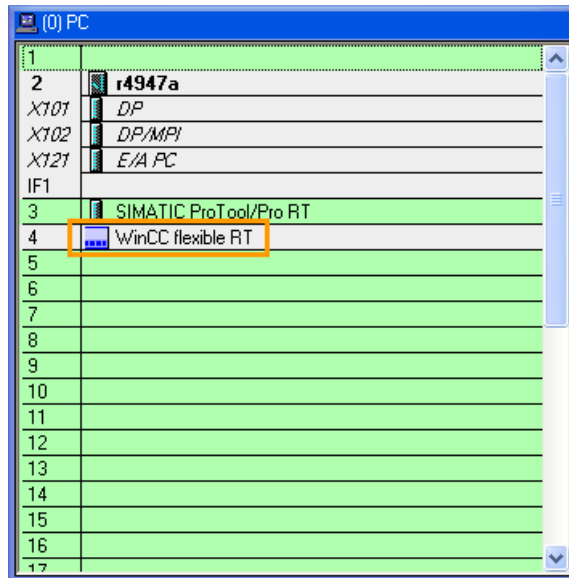 (0) PC
1
2 r4947a
X101 DP
X102 DP/MPI
X121 E/A PC
IF1
3 SIMATIC ProTool/Pro RT
4 WinCC flexible RT
5
6
7
8
9
10
11
12
13
14
15
16
17